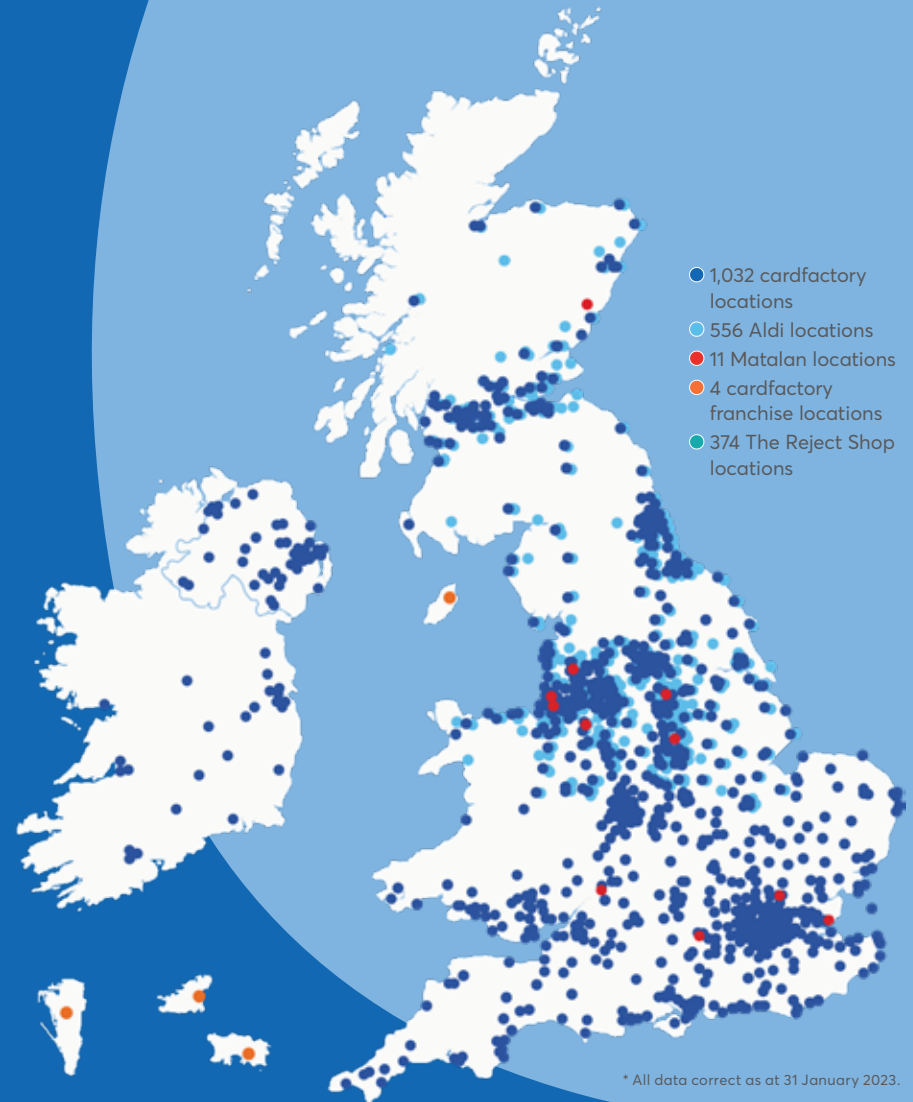 1,032 cardfactory
locations
556 Aldi locations
11 Matalan locations
4 cardfactory
franchise locations
374 The Reject Shop
locations
* All data correct as at 31 January 2023.